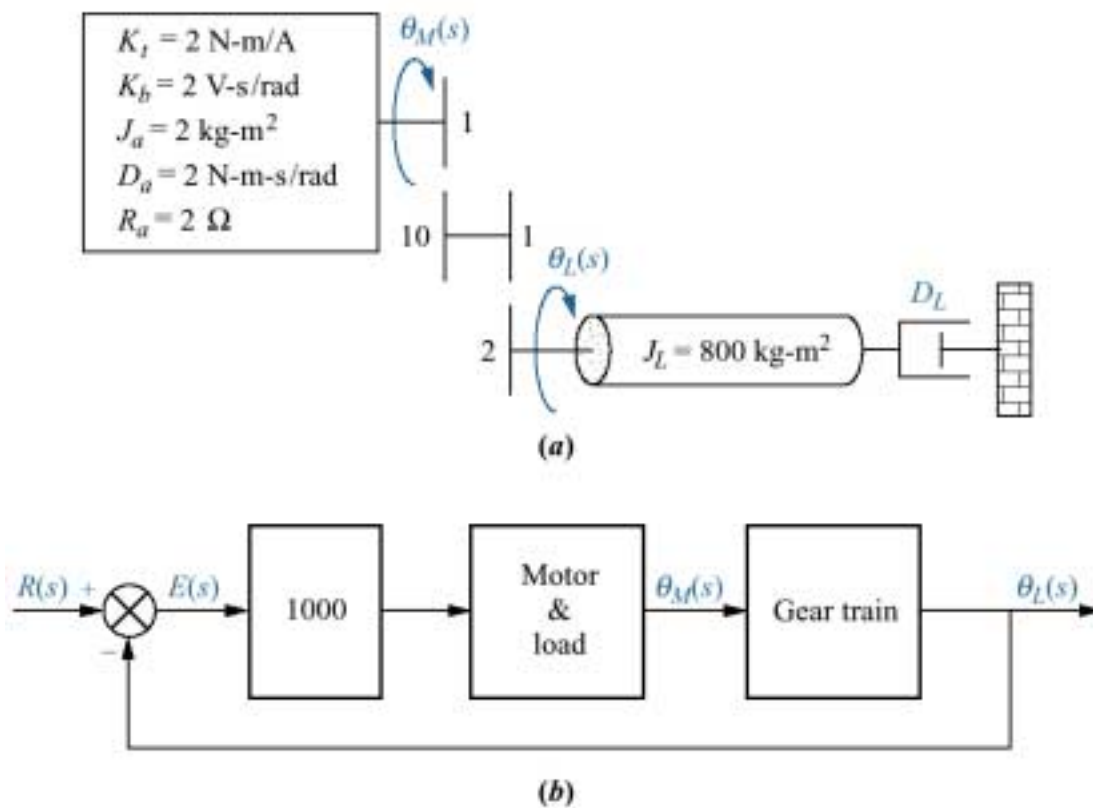 K_t = 2 N-m/A
K_b = 2 V-s/rad
J_a = 2 kg-m²
D_a = 2 N-m-s/rad
R_a = 2 Ω
θ_M(s)
1
10
1
θ_L(s)
2
J_L = 800 kg-m²
D_L
(a)
R(s) +
−
E(s)
1000
Motor
&
load
θ_M(s)
Gear train
θ_L(s)
(b)